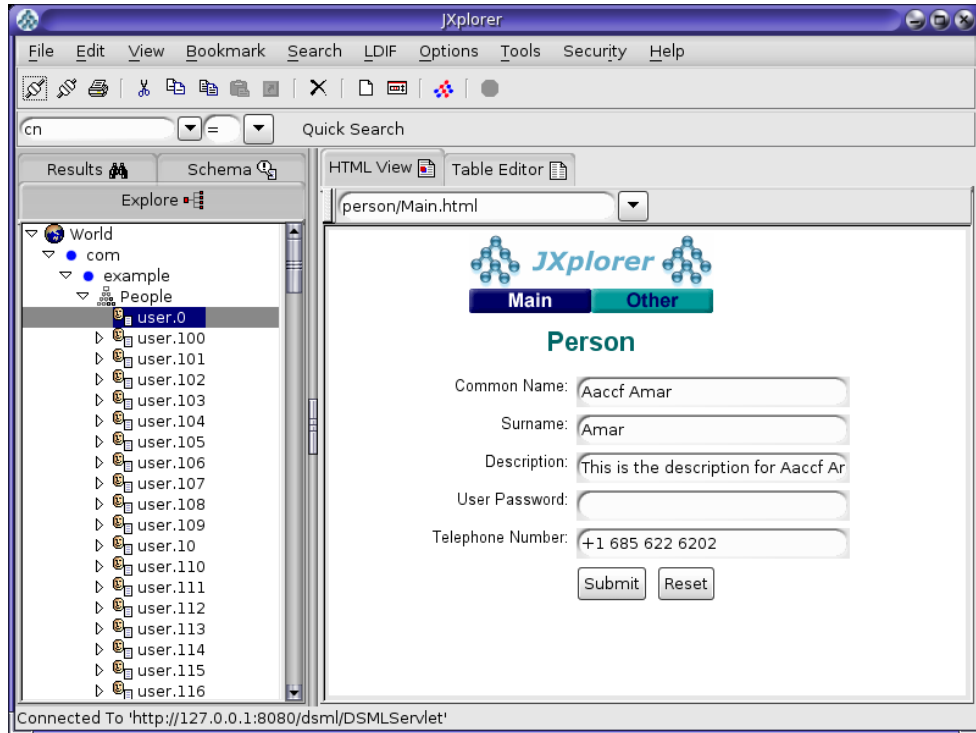 JXplorer
File Edit View Bookmark Search LDIF Options Tools Security Help
cn = Quick Search
Results Schema
Explore
HTML View Table Editor
person/Main.html
World
com
example
People
user.0
user.100
user.101
user.102
user.103
user.104
user.105
user.106
user.107
user.108
user.109
user.10
user.110
user.111
user.112
user.113
user.114
user.115
user.116
JXplorer
Main Other
Person
Common Name: Aaccf Amar
Surname: Amar
Description: This is the description for Aaccf Ar
User Password:
Telephone Number: +1 685 622 6202
Submit Reset
Connected To 'http://127.0.0.1:8080/dsml/DSMLServlet'